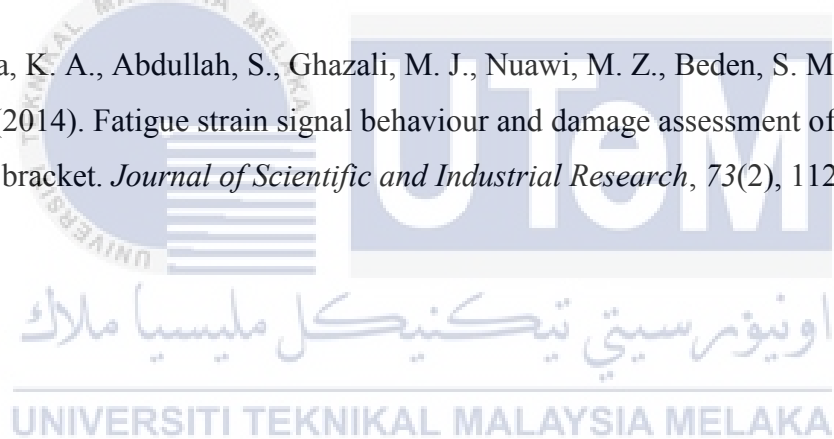 a, K. A., Abdullah, S., Ghazali, M. J., Nuawi, M. Z., Beden, S. M
(2014). Fatigue strain signal behaviour and damage assessment of
bracket. Journal of Scientific and Industrial Research, 73(2), 112
UTeM
اونيۏرسيتي تيكنيكل مليسيا ملاك
UNIVERSITI TEKNIKAL MALAYSIA MELAKA